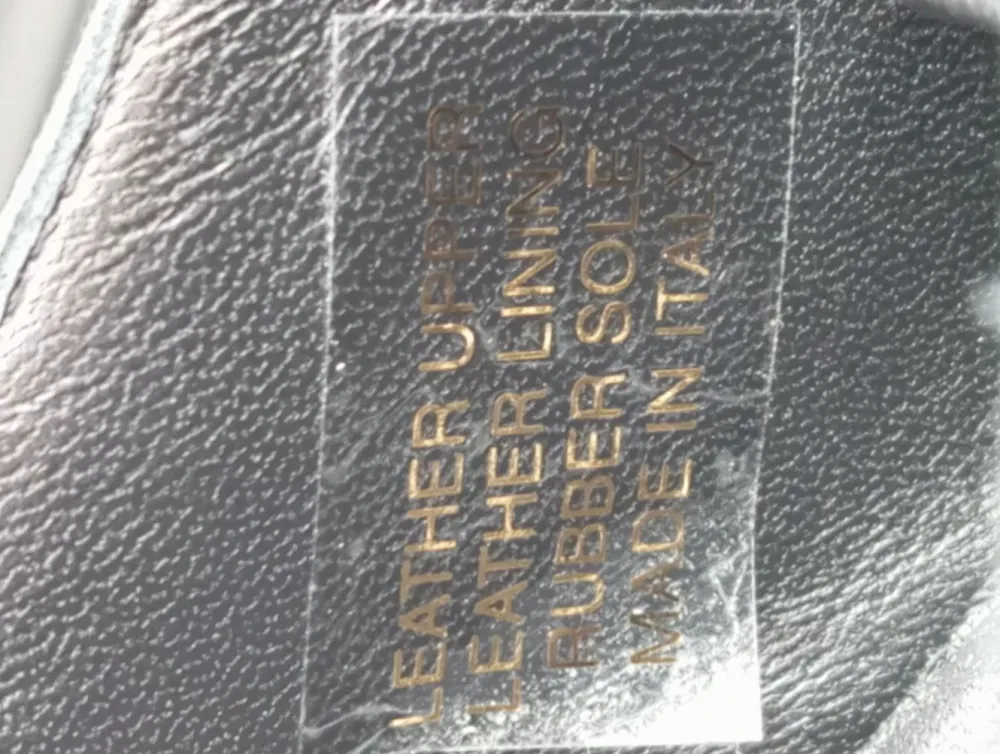 LEATHER UPPER
LEATHER LINING
RUBBER SOLE
MADE IN ITALY